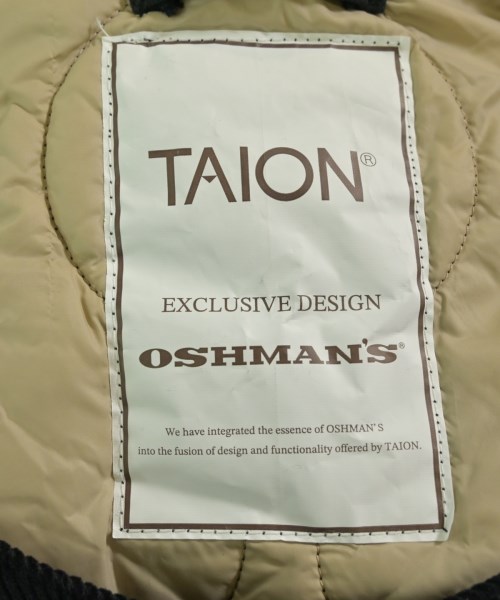 TAION®
EXCLUSIVE DESIGN
OSHMAN'S®
We have integrated the essence of OSHMAN'S
into the fusion of design and functionality offered by TAION.